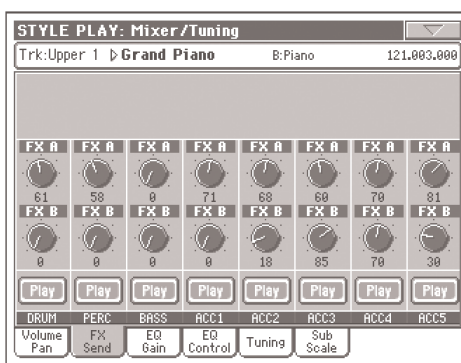 STYLE PLAY: Mixer/Tuning
Trk:Upper 1 Grand Piano B:Piano 121.003.000
FX A FX A FX A FX A FX A FX A FX A FX A
61 58 0 71 68 60 70 81
FX B FX B FX B FX B FX B FX B FX B FX B
0 0 0 0 18 85 70 30
Play Play Play Play Play Play Play Play
DRUM PERC BASS ACC1 ACC2 ACC3 ACC4 ACC5
Volume Pan FX Send EQ Gain EQ Control Tuning Sub Scale